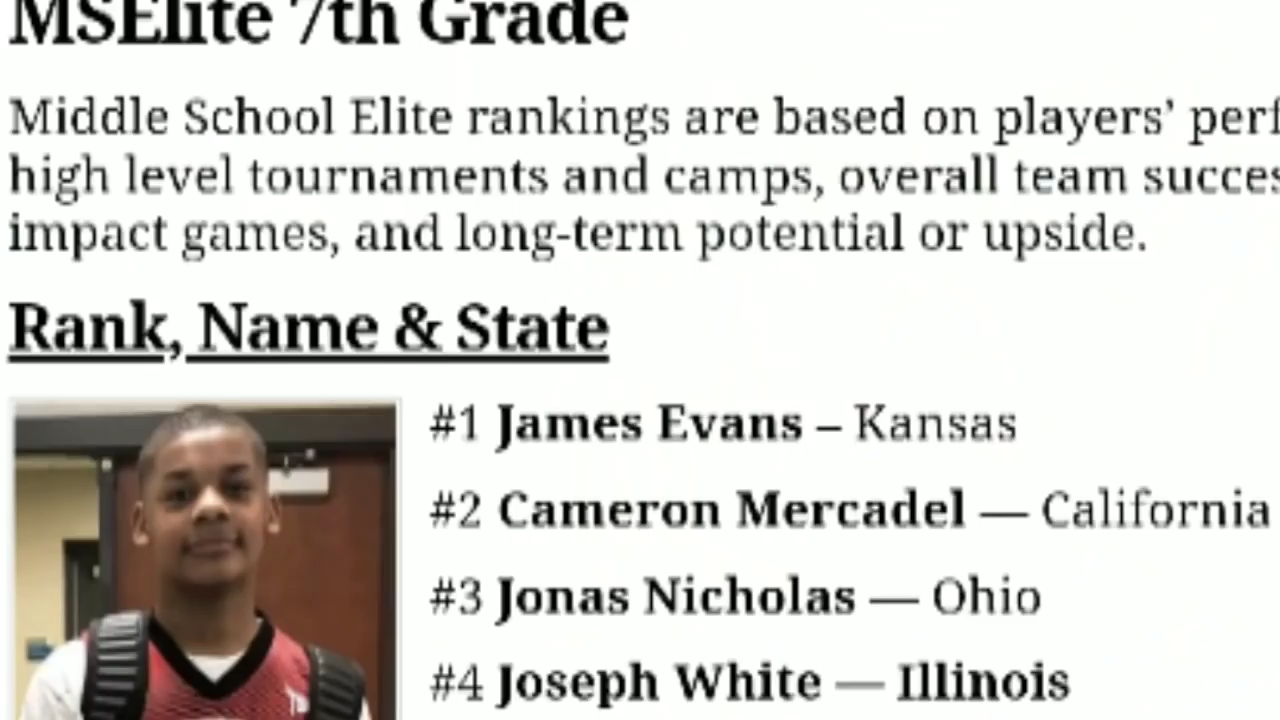 MSElite 7th Grade
Middle School Elite rankings are based on players’ perf
high level tournaments and camps, overall team succes
impact games, and long-term potential or upside.
Rank, Name & State
#1 James Evans – Kansas
#2 Cameron Mercadel — California
#3 Jonas Nicholas — Ohio
#4 Joseph White — Illinois